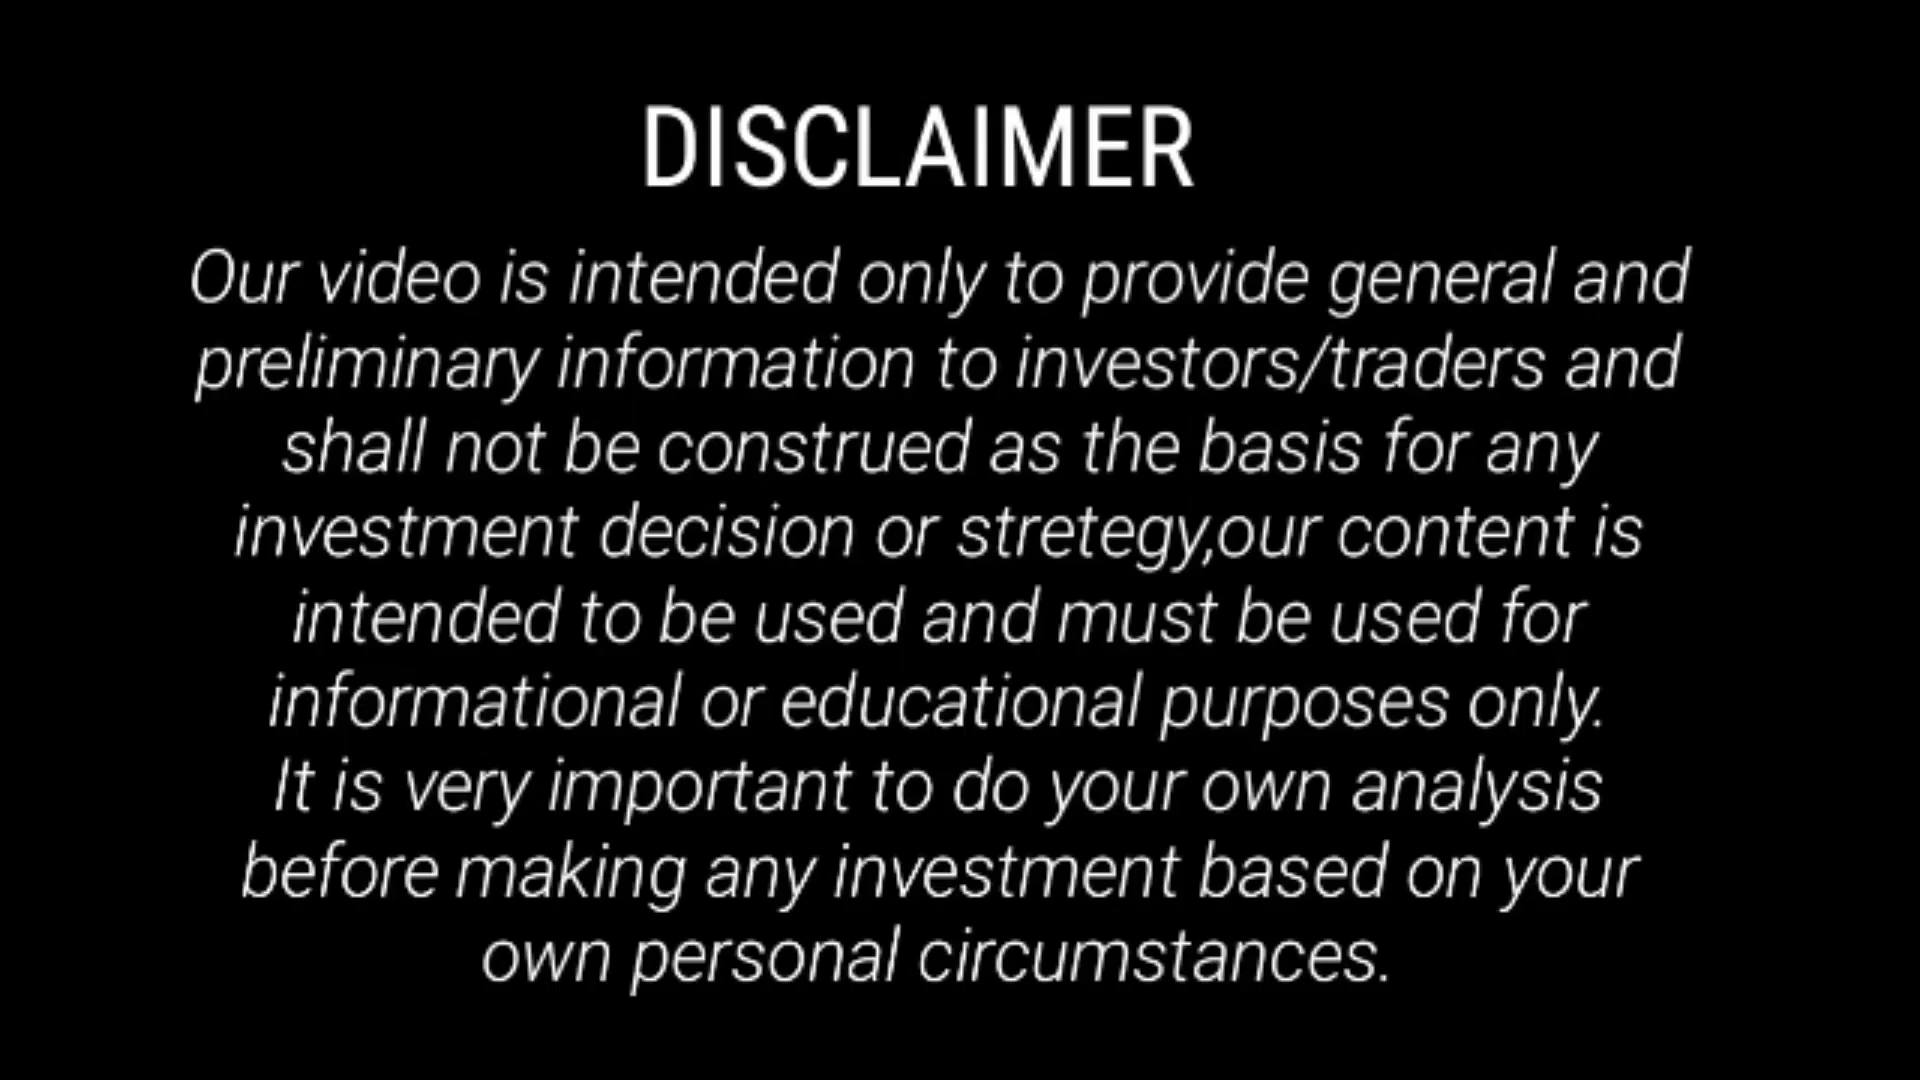 DISCLAIMER
Our video is intended only to provide general and
preliminary information to investors/traders and
shall not be construed as the basis for any
investment decision or stretegy,our content is
intended to be used and must be used for
informational or educational purposes only.
It is very important to do your own analysis
before making any investment based on your
own personal circumstances.